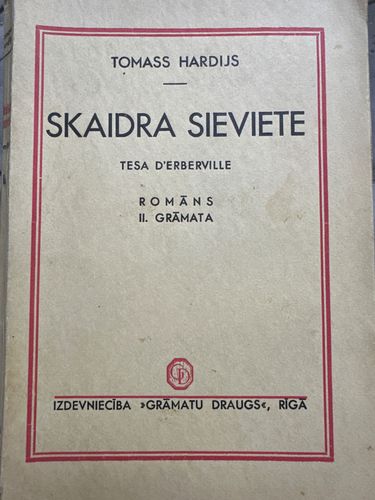 TOMASS HARDIJS
SKAIDRA SIEVIETE
TESA D'ERBERVILLE
ROMĀNS
II. GRĀMATA
IZDEVNIECĪBA »GRĀMATU DRAUGS«, RĪGĀ